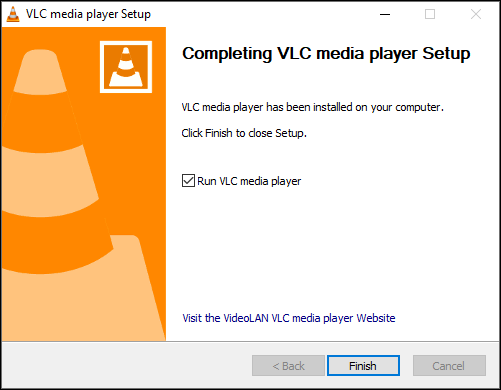 VLC media player Setup
Completing VLC media player Setup
VLC media player has been installed on your computer.
Click Finish to close Setup.
Run VLC media player
Visit the VideoLAN VLC media player Website
< Back
Finish
Cancel